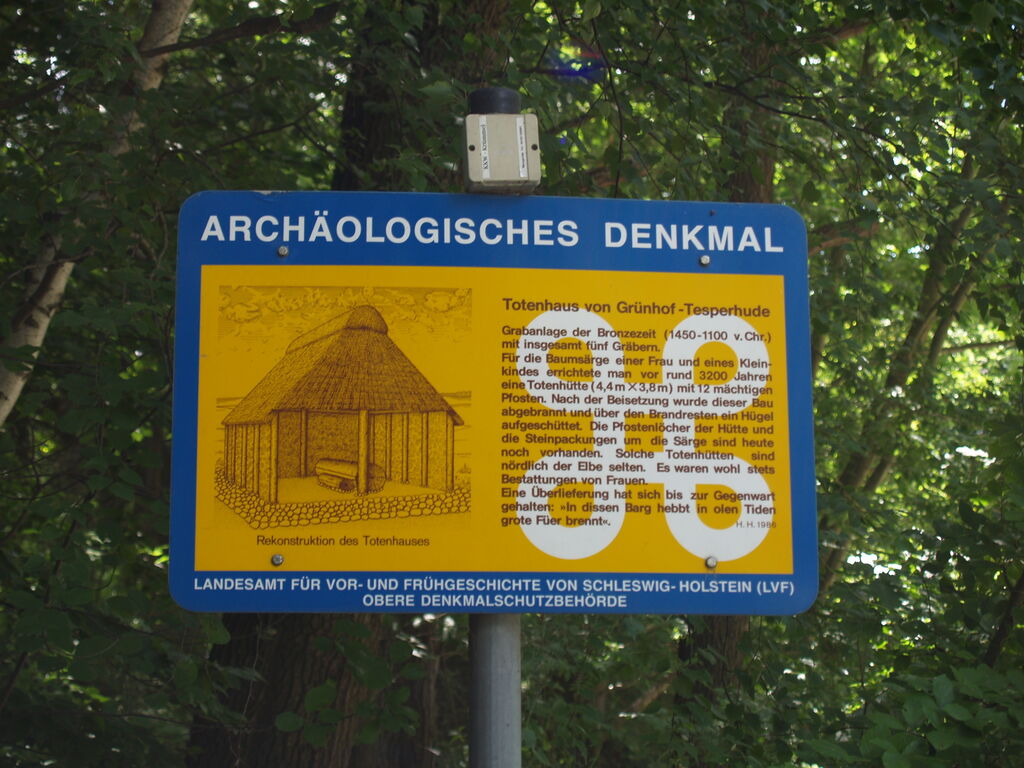 KKW - Krümmel
ARCHÄOLOGISCHES DENKMAL
Totenhaus von Grünhof-Tesperhude
Grabanlage der Bronzezeit (1450-1100 v. Chr.)
mit insgesamt fünf Gräbern.
Für die Baumsärge einer Frau und eines Klein-
kindes errichtete man vor rund 3200 Jahren
eine Totenhütte (4,4m×3,8m) mit 12 mächtigen
Pfosten. Nach der Beisetzung wurde dieser Bau
abgebrannt und über den Brandresten ein Hügel
aufgeschüttet. Die Pfostenlöcher der Hütte und
die Steinpackungen um die Särge sind heute
noch vorhanden. Solche Totenhütten sind
nördlich der Elbe selten. Es waren wohl stets
Bestattungen von Frauen.
Eine Überlieferung hat sich bis zur Gegenwart
gehalten: »In dissen Barg hebbt in olen Tiden
grote Füer brennt«.
H. H. 1986
Rekonstruktion des Totenhauses
LANDESAMT FÜR VOR- UND FRÜHGESCHICHTE VON SCHLESWIG-HOLSTEIN (LVF)
OBERE DENKMALSCHUTZBEHÖRDE